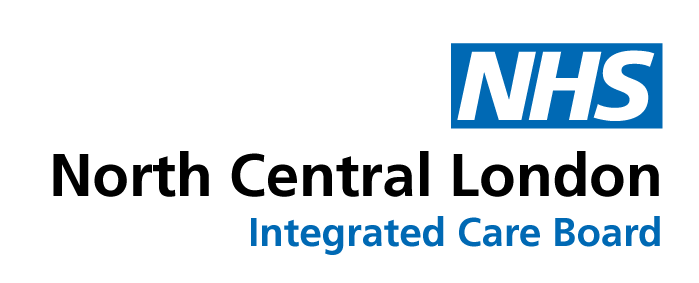 NHS
North Central London
Integrated Care Board